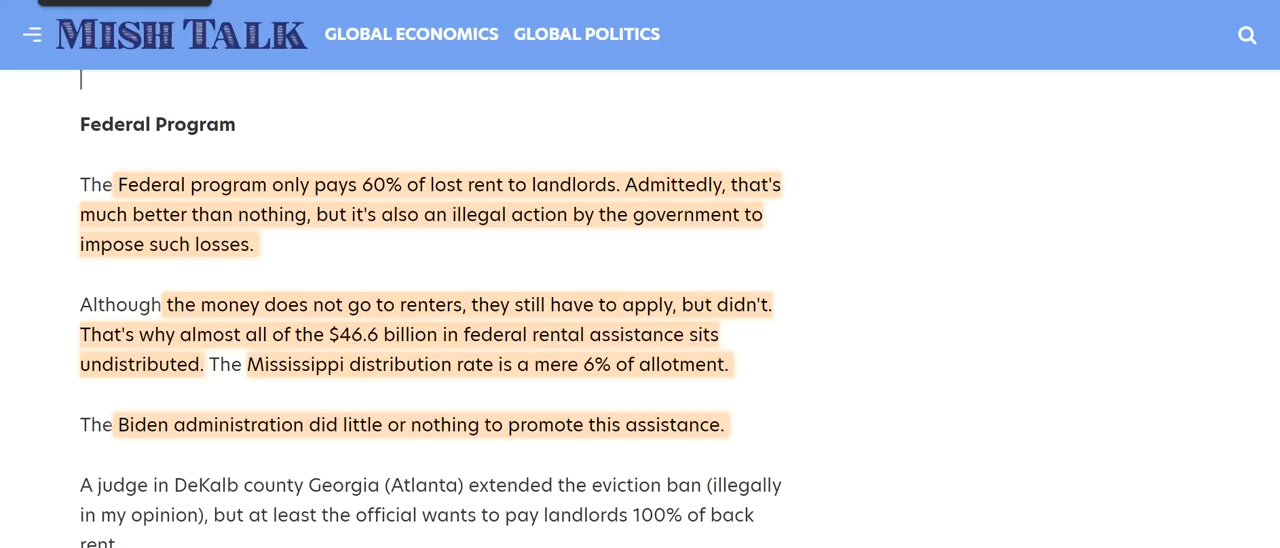 MISH TALK GLOBAL ECONOMICS GLOBAL POLITICS
Federal Program
The Federal program only pays 60% of lost rent to landlords. Admittedly, that's
much better than nothing, but it's also an illegal action by the government to
impose such losses.
Although the money does not go to renters, they still have to apply, but didn't.
That's why almost all of the $46.6 billion in federal rental assistance sits
undistributed. The Mississippi distribution rate is a mere 6% of allotment.
The Biden administration did little or nothing to promote this assistance.
A judge in DeKalb county Georgia (Atlanta) extended the eviction ban (illegally
in my opinion), but at least the official wants to pay landlords 100% of back
rent